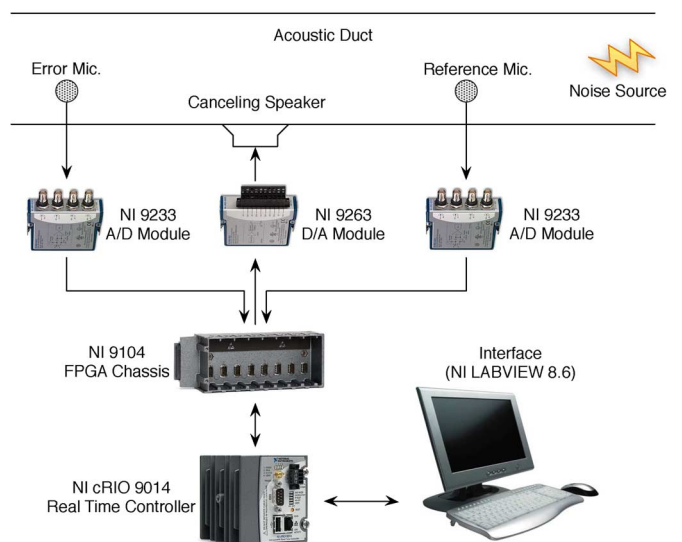 Acoustic Duct
Error Mic.
Reference Mic.
Noise Source
Canceling Speaker
NI 9233
A/D Module
NI 9263
D/A Module
NI 9233
A/D Module
NI 9104
FPGA Chassis
Interface
(NI LABVIEW 8.6)
NI cRIO 9014
Real Time Controller